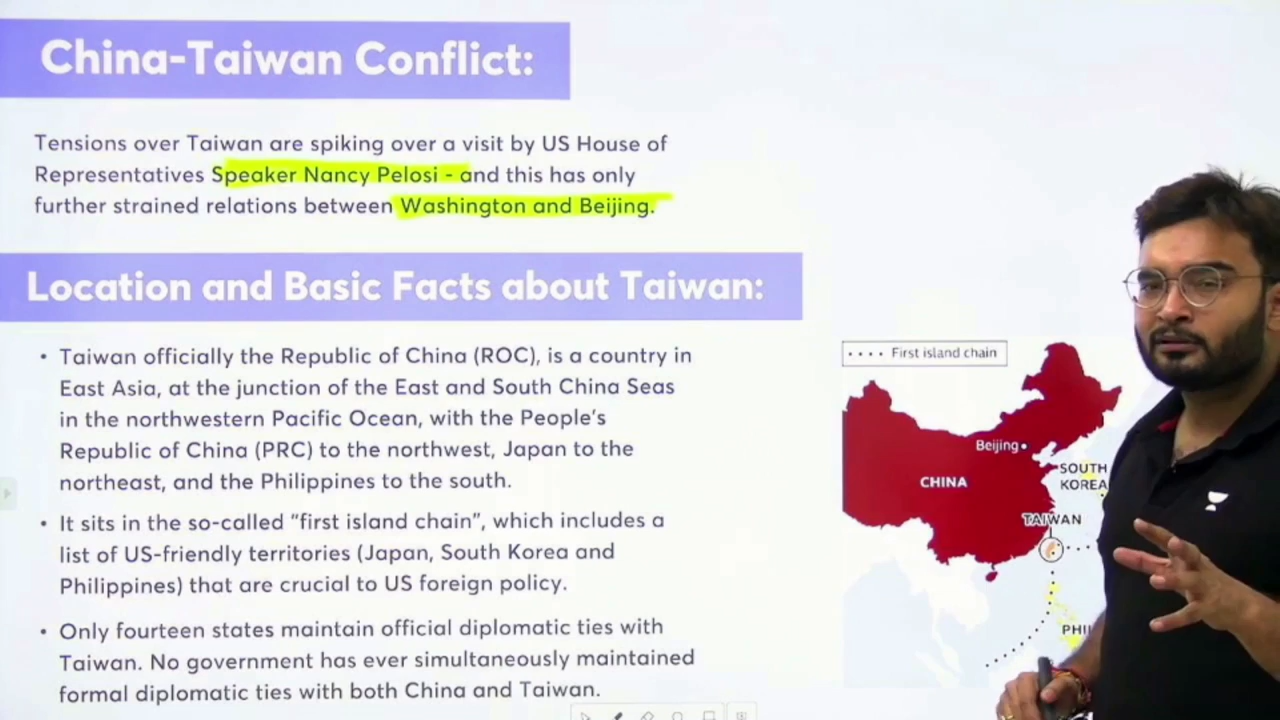 China-Taiwan Conflict:
Tensions over Taiwan are spiking over a visit by US House of
Representatives Speaker Nancy Pelosi - and this has only
further strained relations between Washington and Beijing.
Location and Basic Facts about Taiwan:
• Taiwan officially the Republic of China (ROC), is a country in
East Asia, at the junction of the East and South China Seas
in the northwestern Pacific Ocean, with the People's
Republic of China (PRC) to the northwest, Japan to the
northeast, and the Philippines to the south.
• It sits in the so-called "first island chain", which includes a
list of US-friendly territories (Japan, South Korea and
Philippines) that are crucial to US foreign policy.
• Only fourteen states maintain official diplomatic ties with
Taiwan. No government has ever simultaneously maintained
formal diplomatic ties with both China and Taiwan.
First island chain
Beijing
CHINA
SOUTH
KOREA
TAIWAN
PHIL